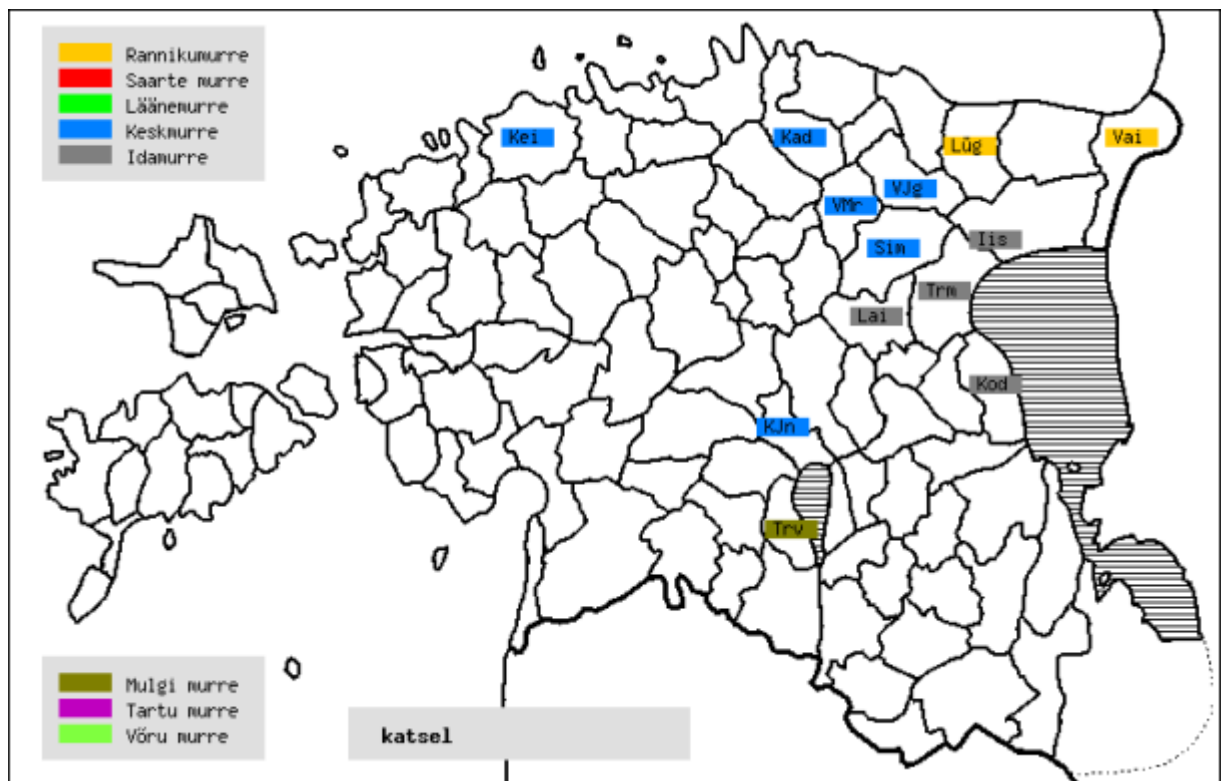 Rannikumurre
Saarte murre
Läänemurre
Keskmurre
Idamurre
Kei
Kad
Lüg
Vai
VJg
VMr
Sim
Iis
Trm
Lai
Kod
KJn
Trv
Mulgi murre
Tartu murre
Võru murre
katsel